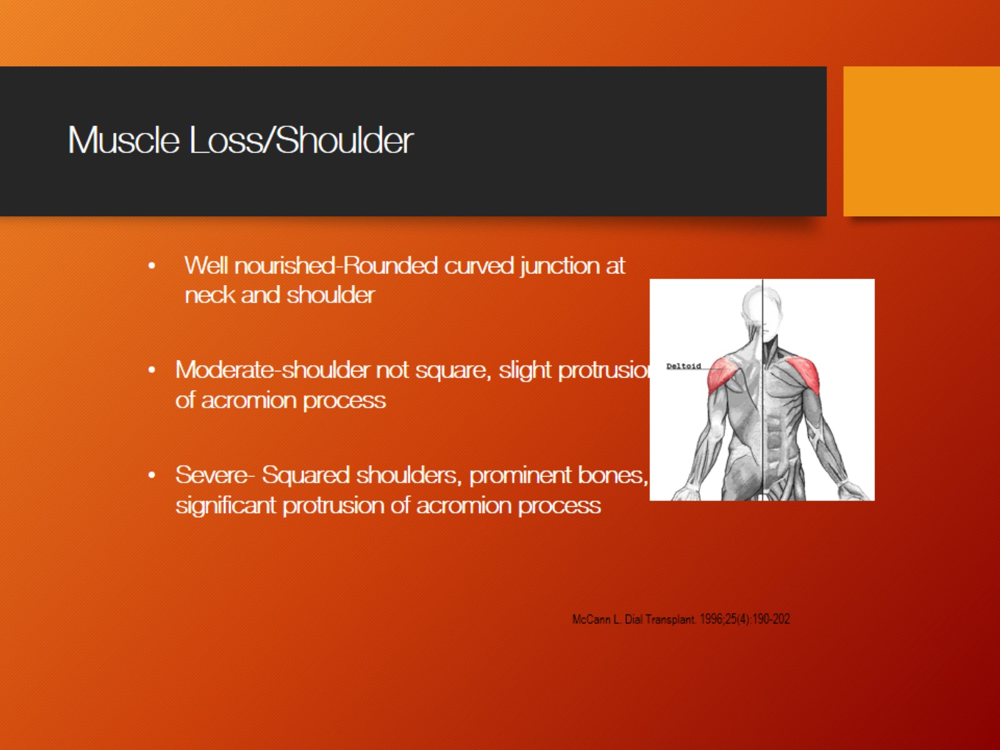 Muscle Loss/Shoulder
• Well nourished-Rounded curved junction at
neck and shoulder
• Moderate-shoulder not square, slight protrusion
of acromion process
• Severe- Squared shoulders, prominent bones,
significant protrusion of acromion process
Deltoid
McCann L. Dial Transplant. 1996;25(4):190-202